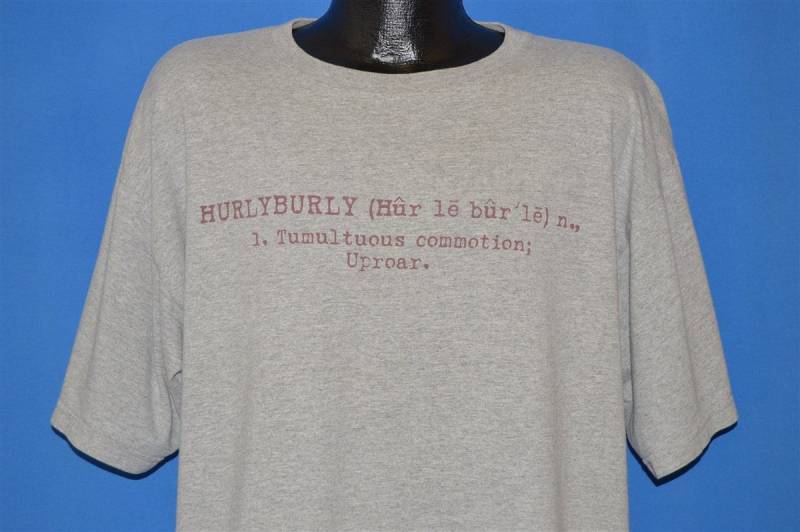 HURLYBURLY (Hûr lē bûr'lē) n.,
1. Tumultuous commotion;
Uproar.